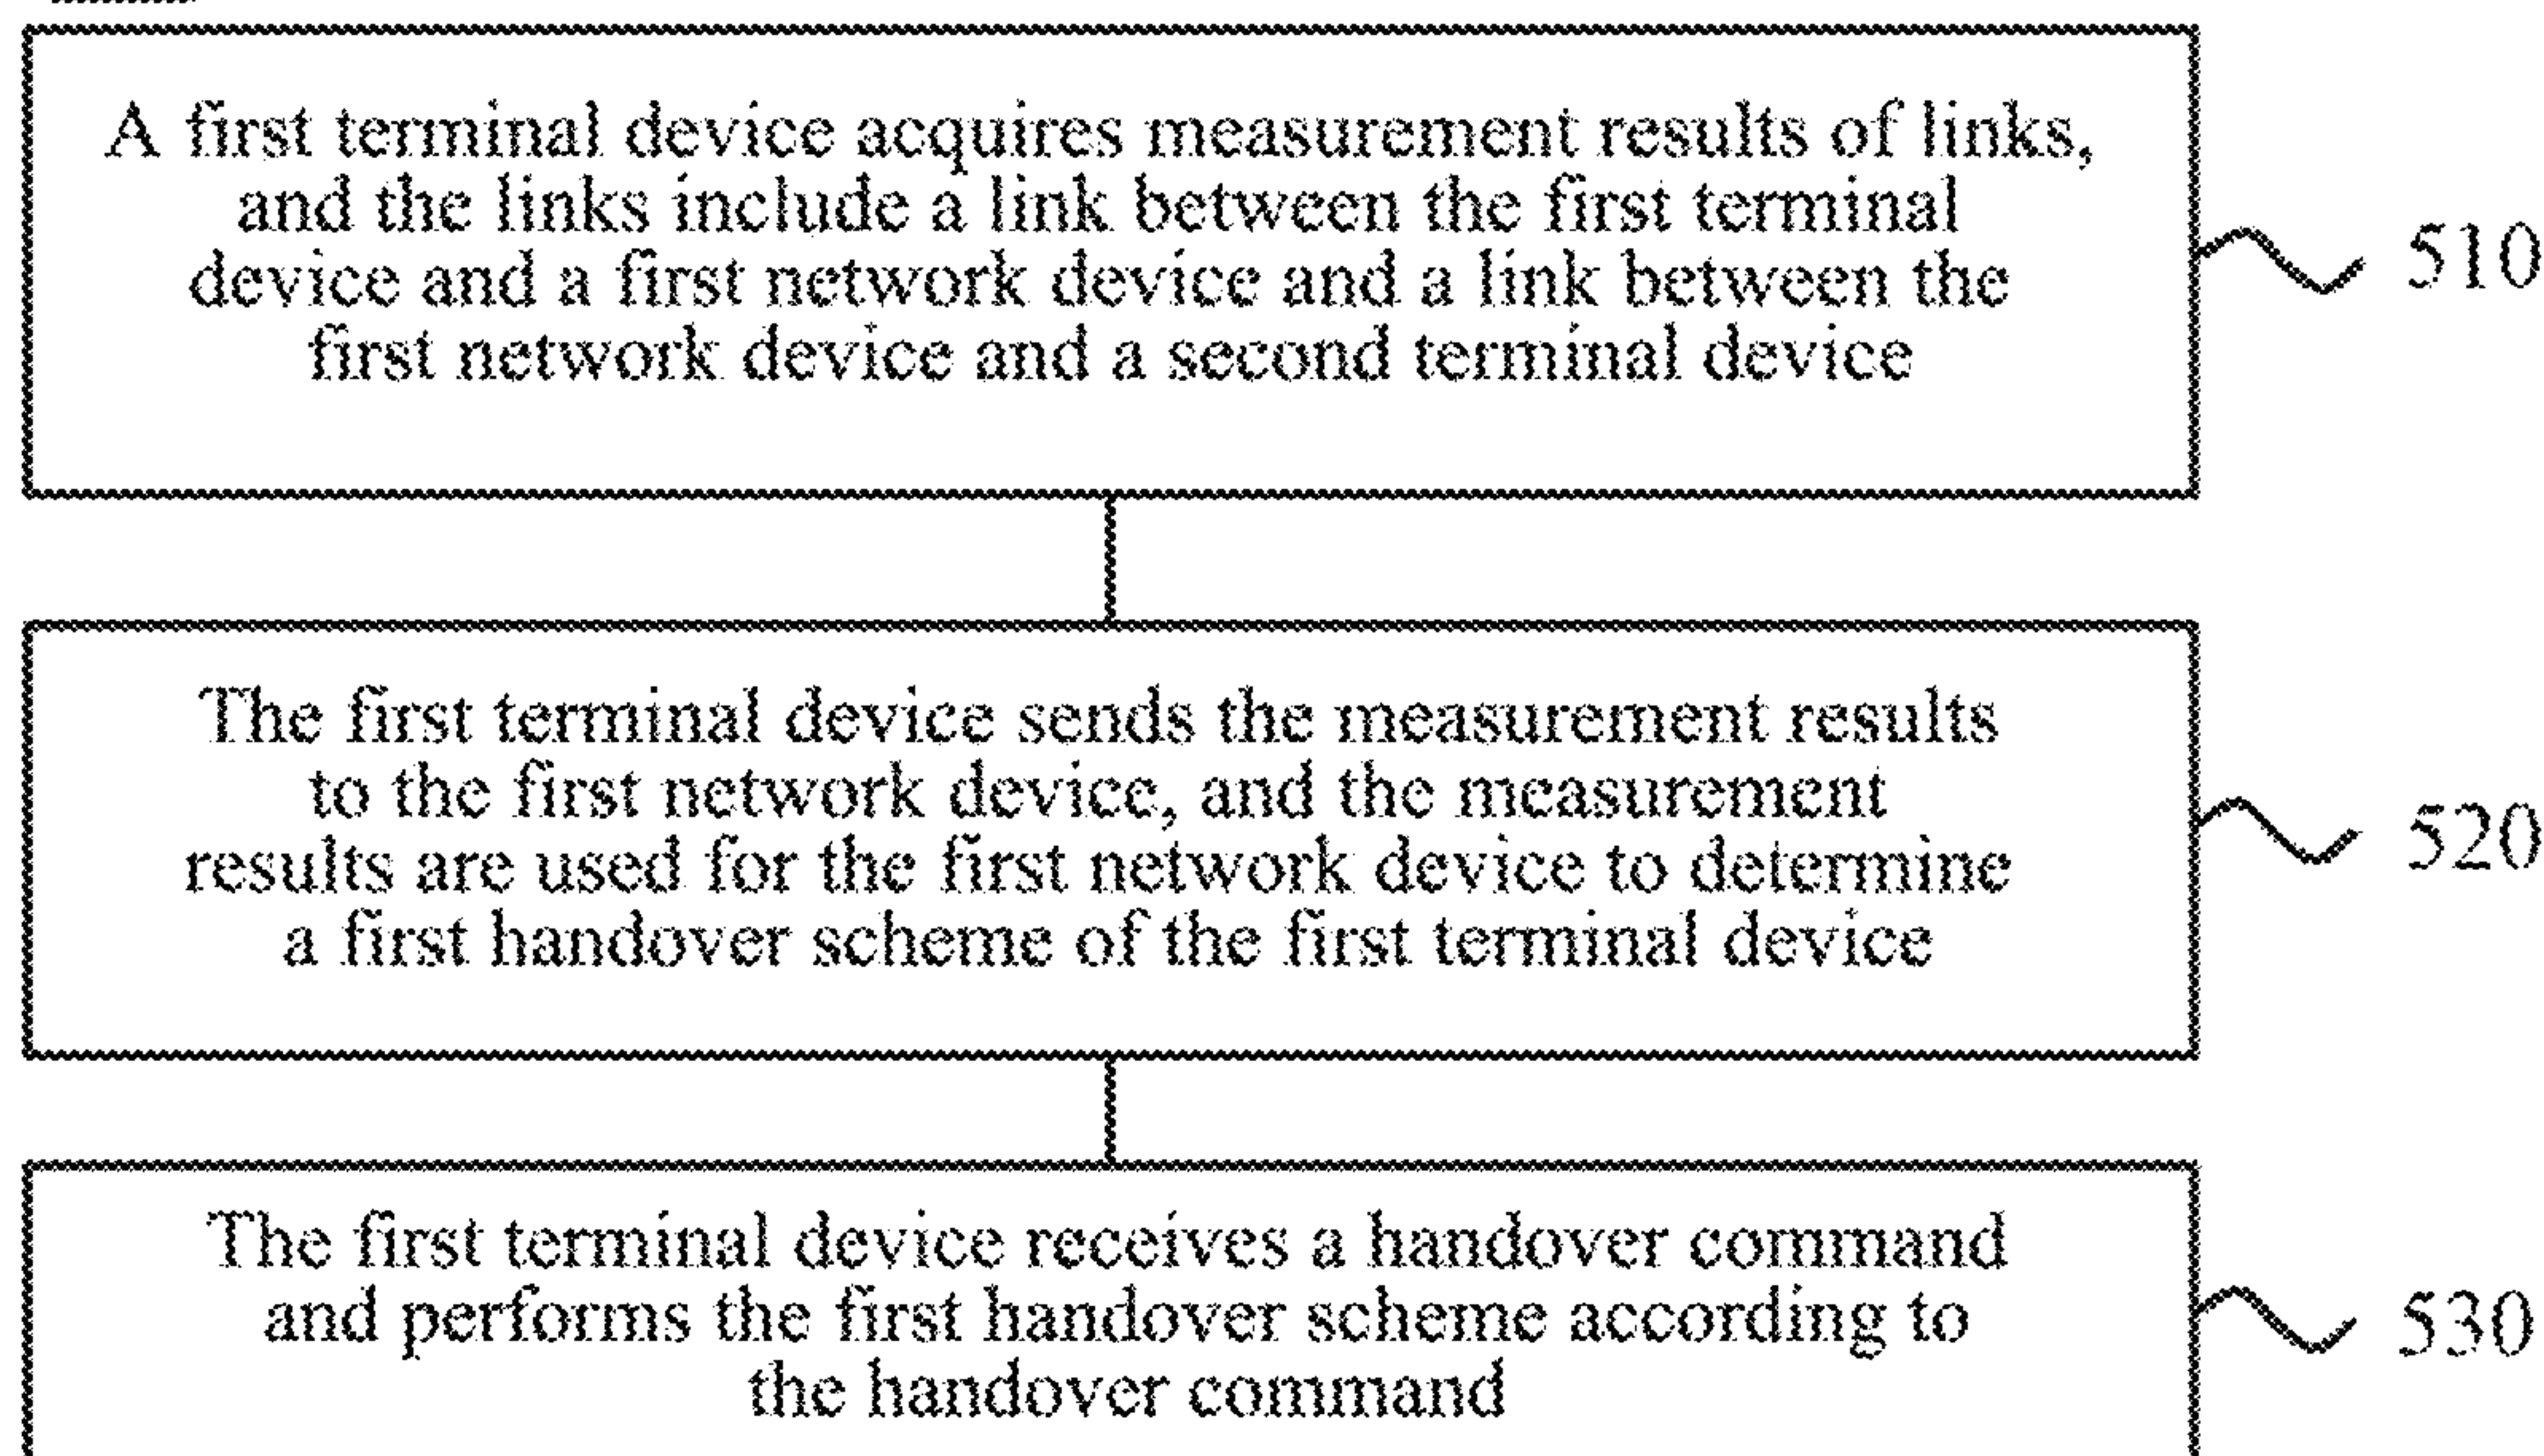 A first terminal device acquires measurement results of links,
and the links include a link between the first terminal
device and a first network device and a link between the
first network device and a second terminal device
510
The first terminal device sends the measurement results
to the first network device, and the measurement
results are used for the first network device to determine
a first handover scheme of the first terminal device
520
The first terminal device receives a handover command
and performs the first handover scheme according to
the handover command
530